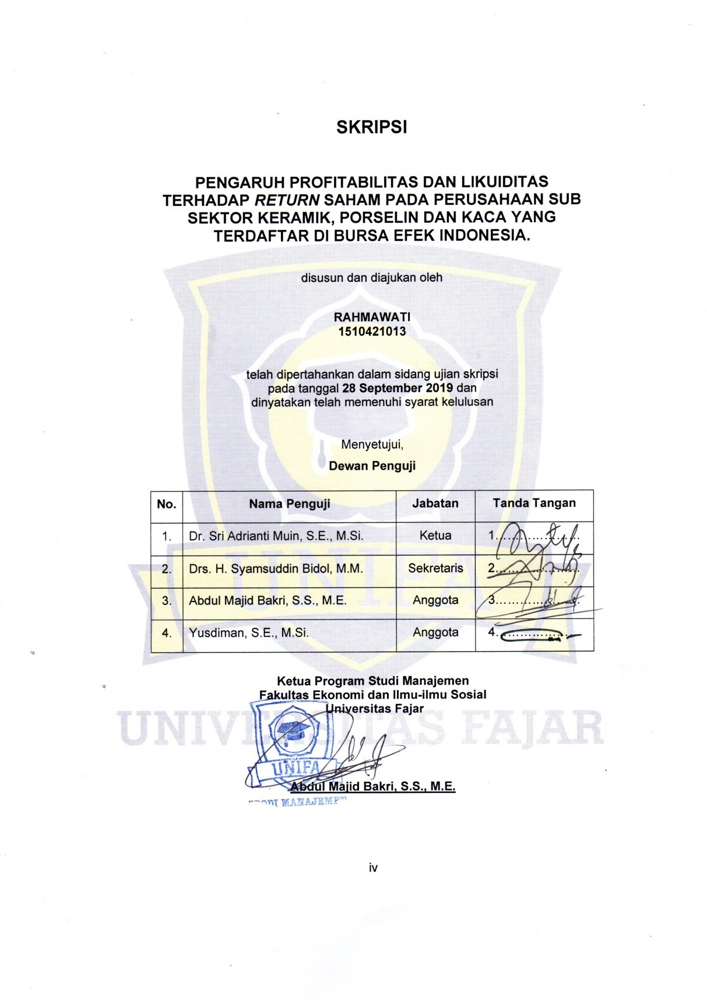 SKRIPSI
PENGARUH PROFITABILITAS DAN LIKUIDITAS
TERHADAP RETURN SAHAM PADA PERUSAHAAN SUB
SEKTOR KERAMIK, PORSELIN DAN KACA YANG
TERDAFTAR DI BURSA EFEK INDONESIA.
disusun dan diajukan oleh
RAHMAWATI
1510421013
telah dipertahankan dalam sidang ujian skripsi
pada tanggal 28 September 2019 dan
dinyatakan telah memenuhi syarat kelulusan
Menyetujui,
Dewan Penguji
No. Nama Penguji Jabatan Tanda Tangan
1. Dr. Sri Adrianti Muin, S.E., M.Si. Ketua 1....................
2. Drs. H. Syamsuddin Bidol, M.M. Sekretaris 2....................
3. Abdul Majid Bakri, S.S., M.E. Anggota 3....................
4. Yusdiman, S.E., M.Si. Anggota 4....................
UNIFA
Ketua Program Studi Manajemen
Fakultas Ekonomi dan Ilmu-ilmu Sosial
Universitas Fajar
UNIVERSITAS FAJAR
UNIFA
Abdul Majid Bakri, S.S., M.E.
PRODI MANAJEMEN
iv